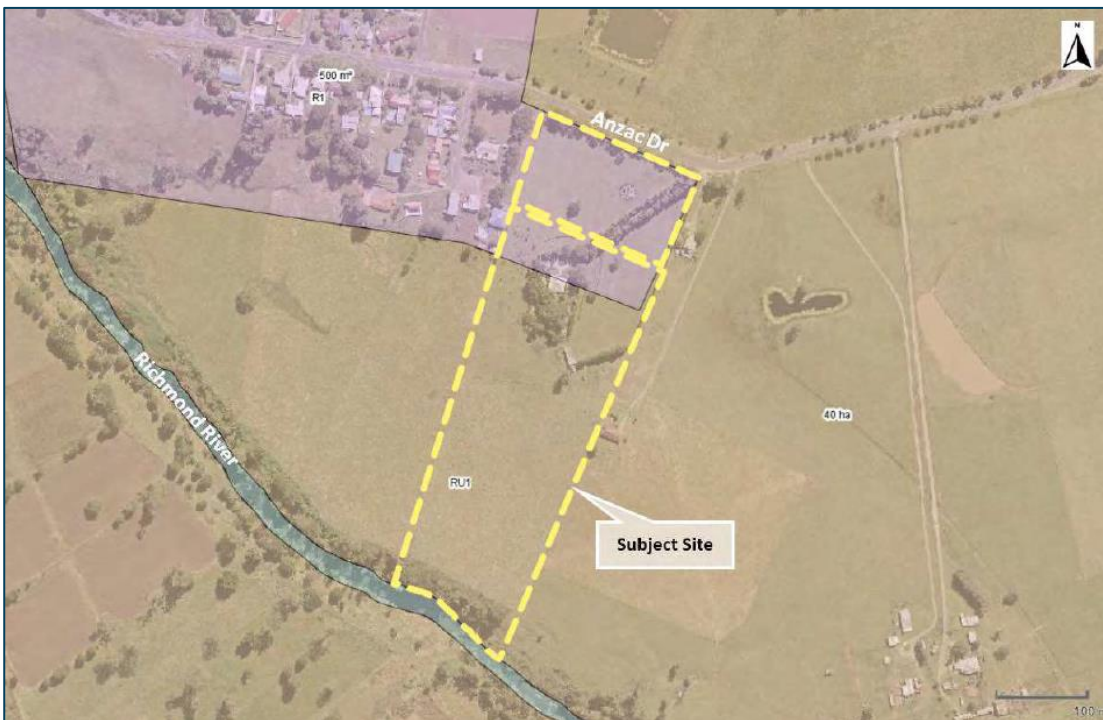 N
500 m²
R1
Anzac Dr
Richmond River
40 ha
RU1
Subject Site
100 m